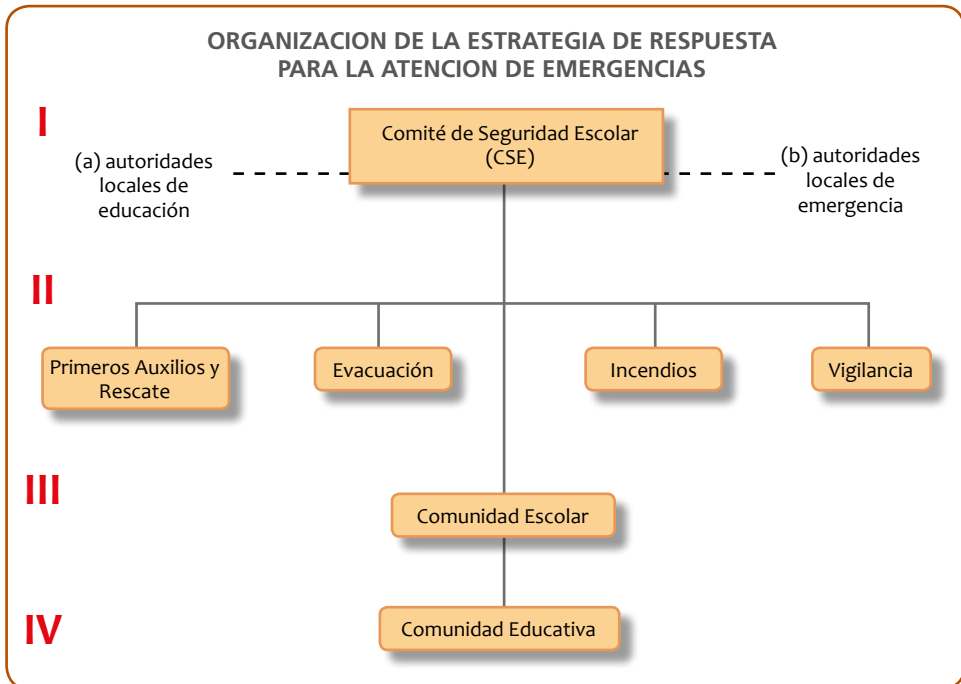 ORGANIZACION DE LA ESTRATEGIA DE RESPUESTA
PARA LA ATENCION DE EMERGENCIAS
I
Comité de Seguridad Escolar
(CSE)
(a) autoridades
locales de
educación
(b) autoridades
locales de
emergencia
II
Primeros Auxilios y
Rescate
Evacuación
Incendios
Vigilancia
III
Comunidad Escolar
IV
Comunidad Educativa